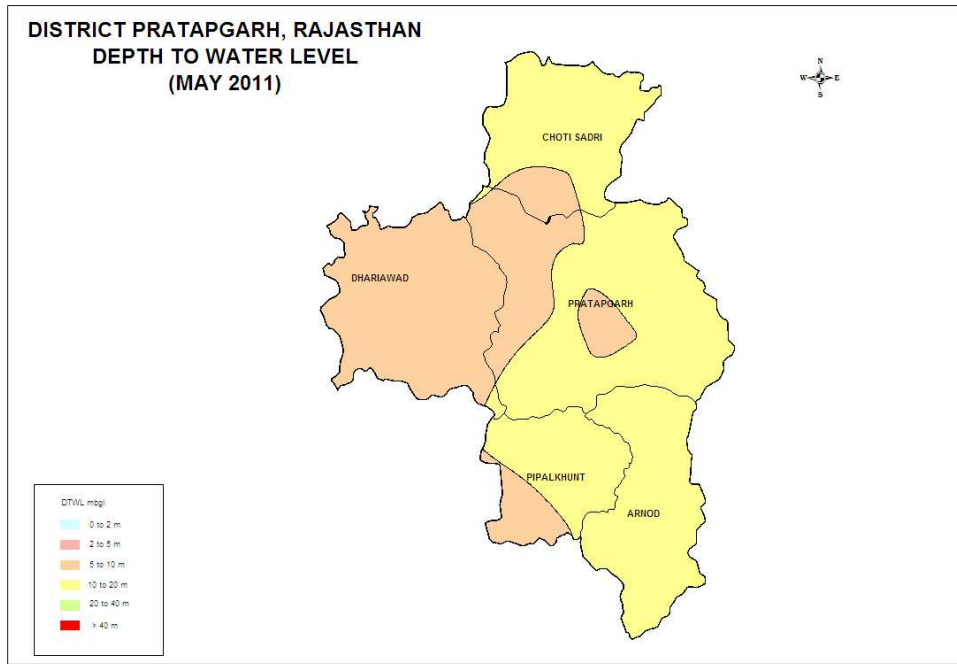 DISTRICT PRATAPGARH, RAJASTHAN
DEPTH TO WATER LEVEL
(MAY 2011)
N
W E
S
CHOTI SADRI
DHARIAWAD
PRATAPGARH
PIPALKHUNT
ARNOD
DTWL mbgl
0 to 2 m
2 to 5 m
5 to 10 m
10 to 20 m
20 to 40 m
> 40 m